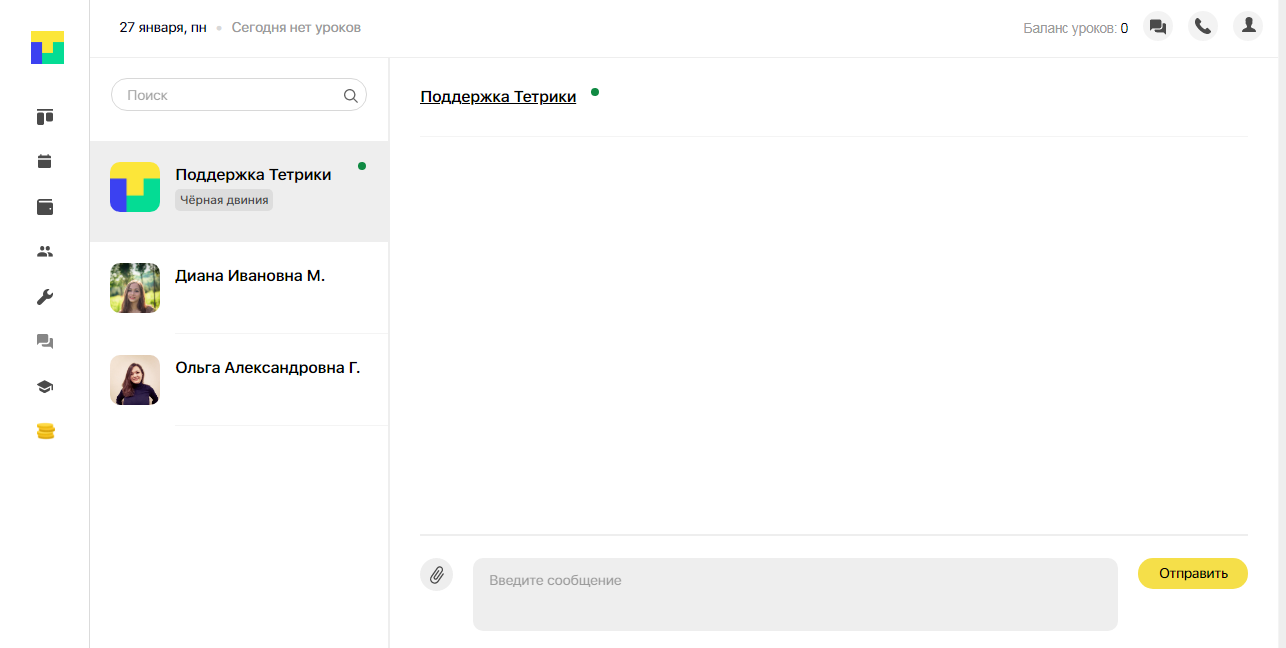 27 января, пн
Сегодня нет уроков
Баланс уроков: 0
Поиск
Поддержка Тетрики
Чёрная двиния
Диана Ивановна М.
Ольга Александровна Г.
Поддержка Тетрики
Введите сообщение
Отправить